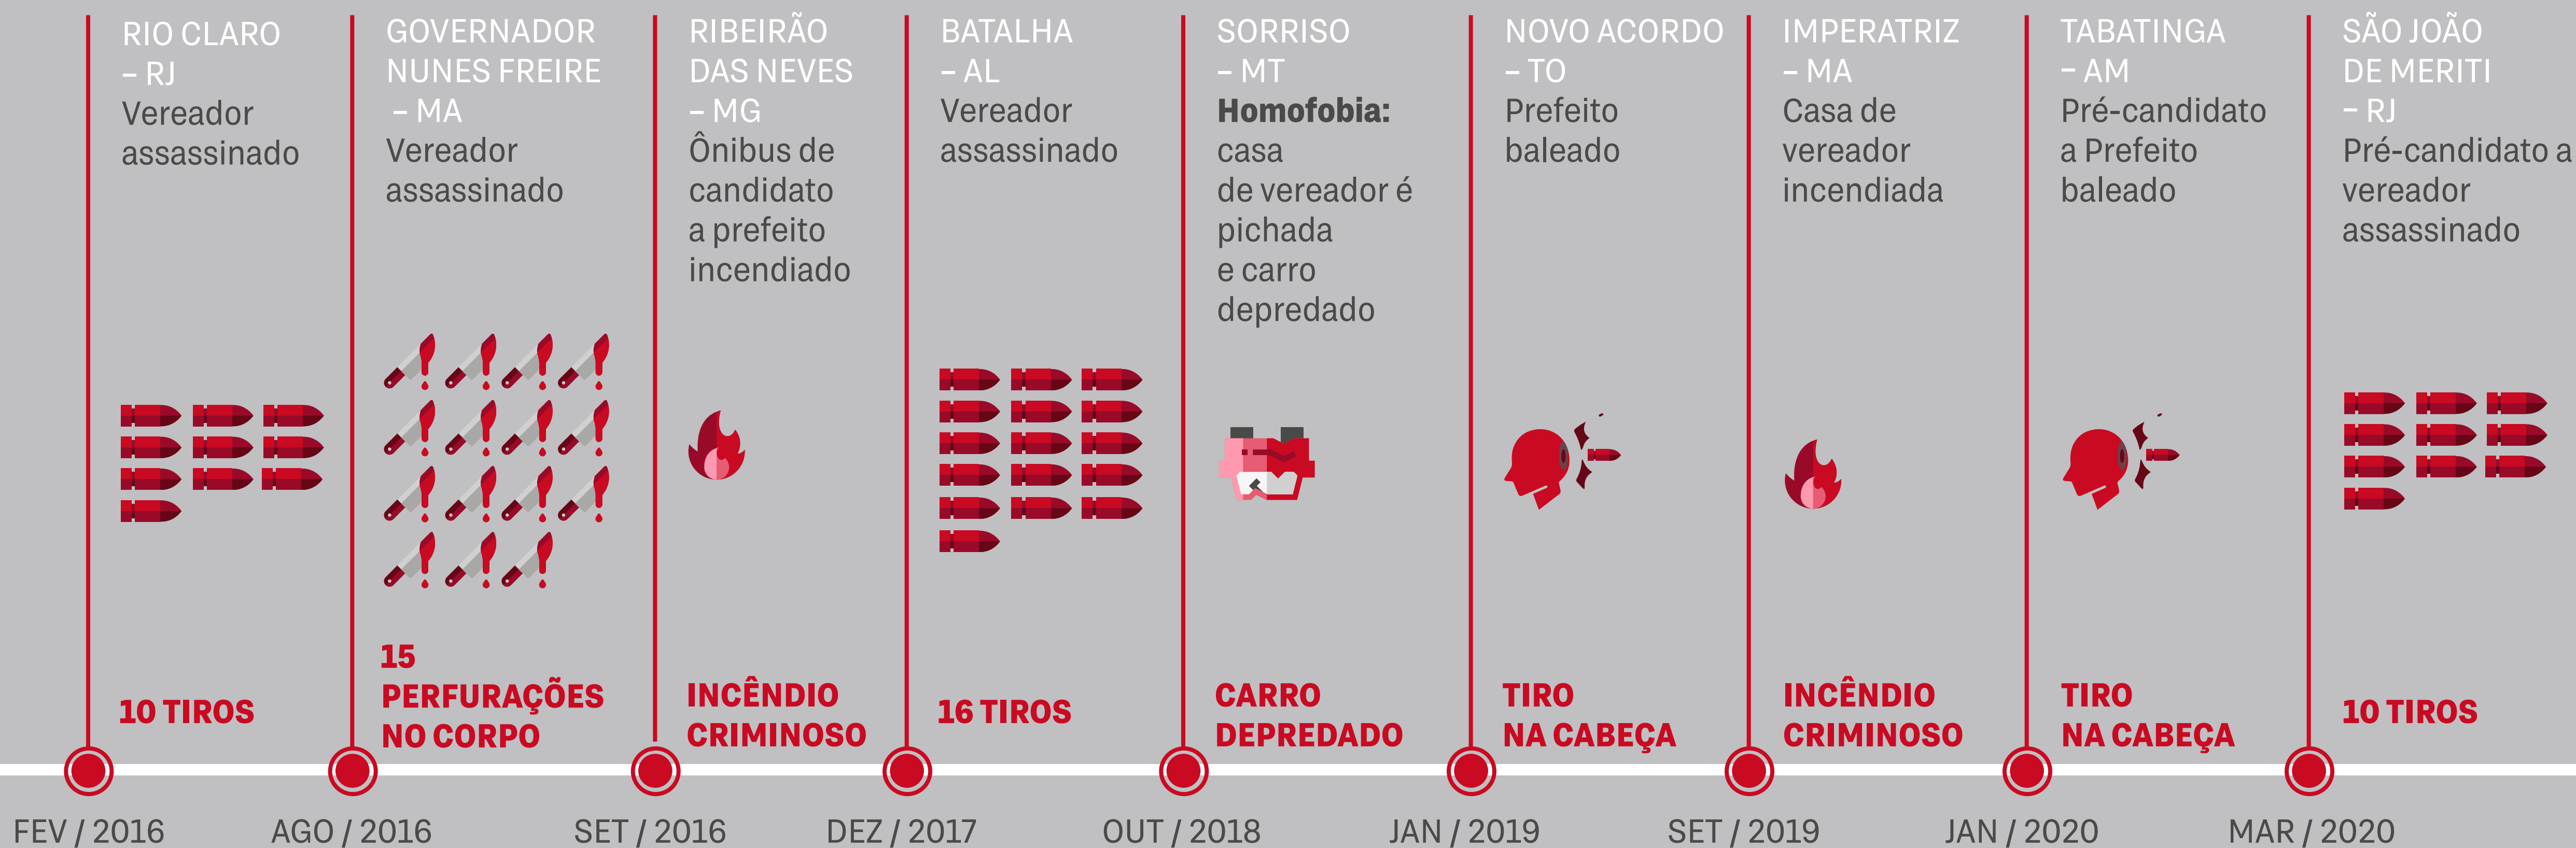 RIO CLARO
– RJ
Vereador
assassinado
10 TIROS
FEV / 2016
GOVERNADOR
NUNES FREIRE
– MA
Vereador
assassinado
15
PERFURAÇÕES
NO CORPO
AGO / 2016
RIBEIRÃO
DAS NEVES
– MG
Ônibus de
candidato
a prefeito
incendiado
INCÊNDIO
CRIMINOSO
SET / 2016
BATALHA
– AL
Vereador
assassinado
16 TIROS
DEZ / 2017
SORRISO
– MT
Homofobia:
casa
de vereador é
pichada
e carro
depredado
CARRO
DEPREDADO
OUT / 2018
NOVO ACORDO
– TO
Prefeito
baleado
TIRO
NA CABEÇA
JAN / 2019
IMPERATRIZ
– MA
Casa de
vereador
incendiada
INCÊNDIO
CRIMINOSO
SET / 2019
TABATINGA
– AM
Pré-candidato
a Prefeito
baleado
TIRO
NA CABEÇA
JAN / 2020
SÃO JOÃO
DE MERITI
– RJ
Pré-candidato a
vereador
assassinado
10 TIROS
MAR / 2020